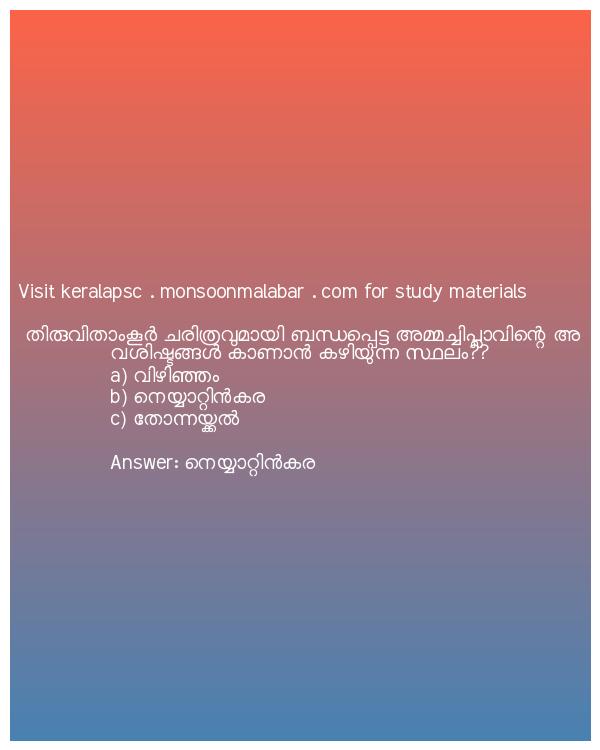 Visit keralapsc . monsoonmalabar . com for study materials
തിരുവിതാംകൂർ ചരിത്രവുമായി ബന്ധപ്പെട്ട അമ്മച്ചിപ്ലാവിന്റെ അ
വശിഷ്ടങ്ങൾ കാണാൻ കഴിയുന്ന സ്ഥലം??
a) വിഴിഞ്ഞം
b) നെയ്യാറ്റിൻകര
c) തോന്നയ്ക്കൽ
Answer: നെയ്യാറ്റിൻകര